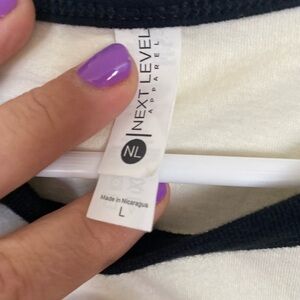 NEXT LEVEL
APPAREL
NL
Made in Nicaragua
L